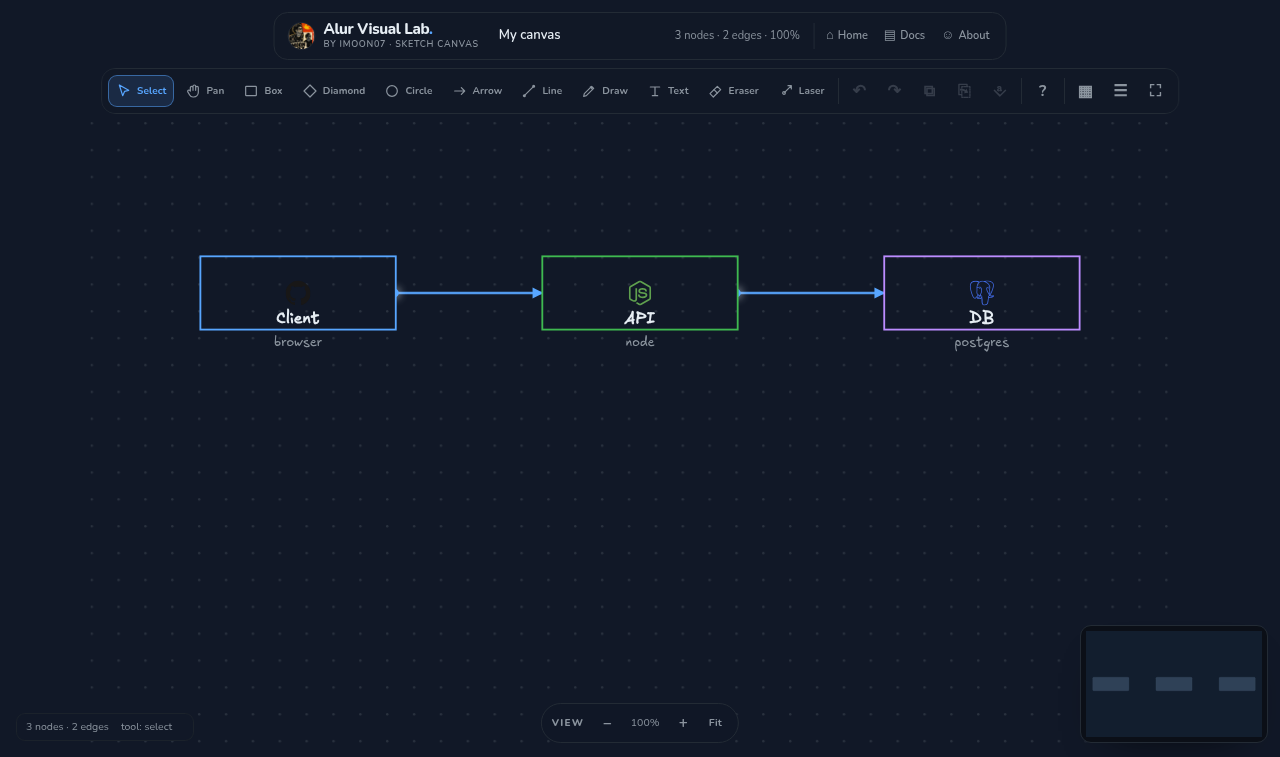 Alur Visual Lab.
BY IMOON07 · SKETCH CANVAS
My canvas
3 nodes · 2 edges · 100%
Home
Docs
About
Select
Pan
Box
Diamond
Circle
Arrow
Line
Draw
Text
Eraser
Laser
?
JS
Client
API
DB
browser
node
postgres
3 nodes · 2 edges
tool: select
VIEW
−
100%
+
Fit